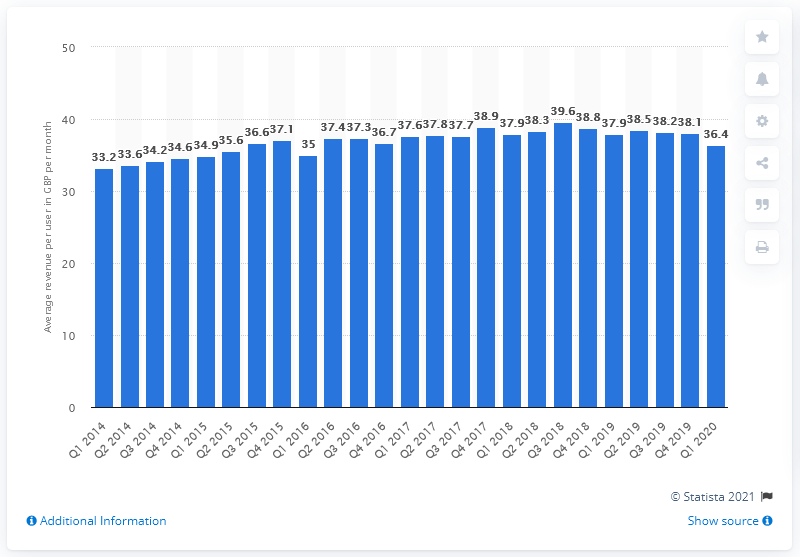 50
40
30
20
10
0
Average revenue per user in GBP per month
33.2 33.6 34.2 34.6 34.9 35.6 36.6 37.1 35 37.4 37.3 36.7 37.6 37.8 37.7 38.9 37.9 38.3 39.6 38.8 37.9 38.5 38.2 38.1 36.4
Q1 2014 Q2 2014 Q3 2014 Q4 2014 Q1 2015 Q2 2015 Q3 2015 Q4 2015 Q1 2016 Q2 2016 Q3 2016 Q4 2016 Q1 2017 Q2 2017 Q3 2017 Q4 2017 Q1 2018 Q2 2018 Q3 2018 Q4 2018 Q1 2019 Q2 2019 Q3 2019 Q4 2019 Q1 2020
© Statista 2021
Additional Information
Show source